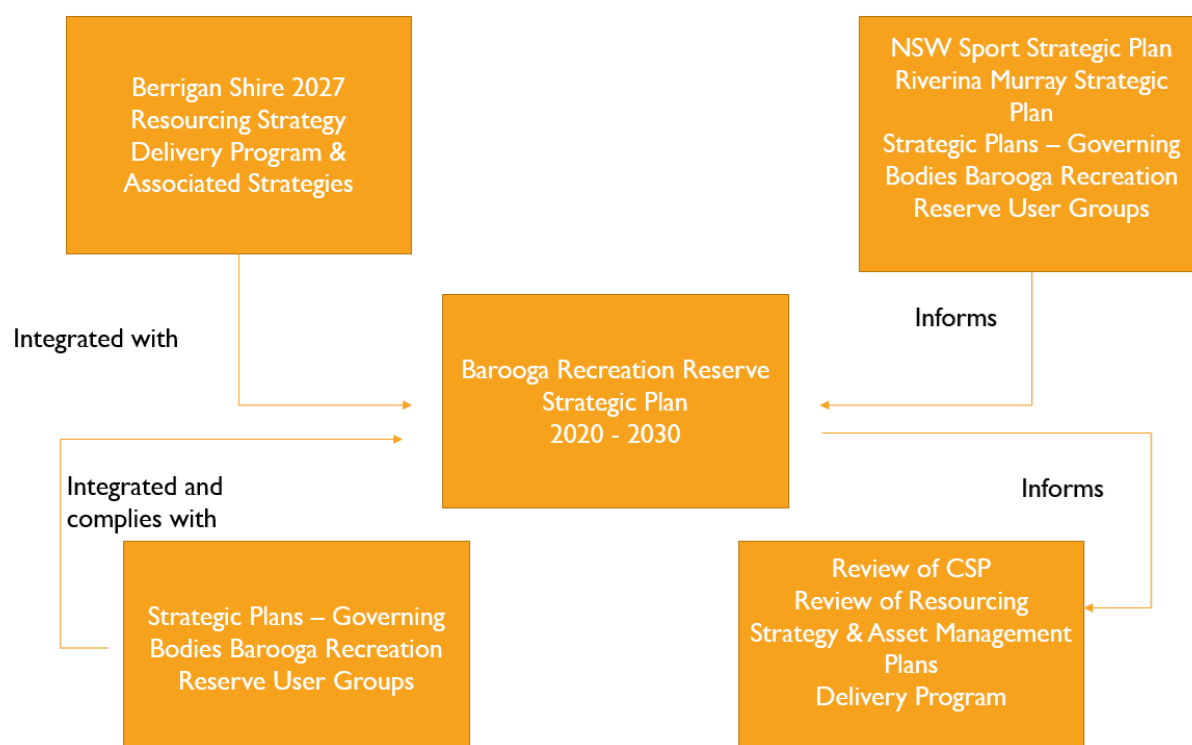 Berrigan Shire 2027
Resourcing Strategy
Delivery Program &
Associated Strategies
NSW Sport Strategic Plan
Riverina Murray Strategic
Plan
Strategic Plans – Governing
Bodies Barooga Recreation
Reserve User Groups
Integrated with
Informs
Barooga Recreation Reserve
Strategic Plan
2020 - 2030
Integrated and
complies with
Informs
Strategic Plans – Governing
Bodies Barooga Recreation
Reserve User Groups
Review of CSP
Review of Resourcing
Strategy & Asset Management
Plans
Delivery Program